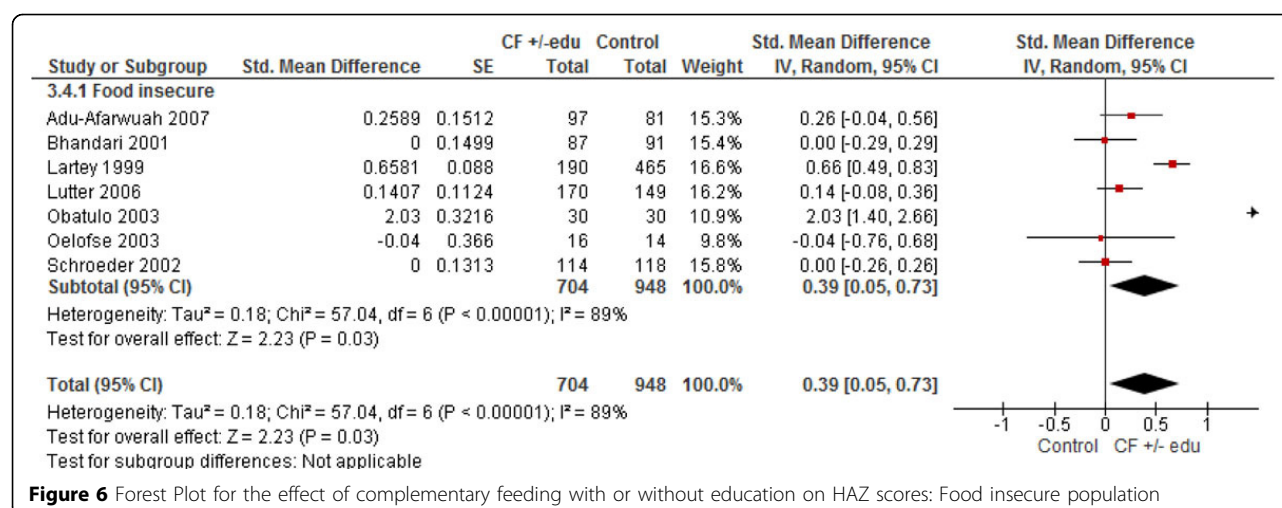 CF +/-edu Control Std. Mean Difference Std. Mean Difference
Study or Subgroup Std. Mean Difference SE Total Total Weight IV, Random, 95% CI IV, Random, 95% CI
3.4.1 Food insecure
Adu-Afarwuah 2007 0.2589 0.1512 97 81 15.3% 0.26 [-0.04, 0.56]
Bhandari 2001 0 0.1499 87 91 15.4% 0.00 [-0.29, 0.29]
Lartey 1999 0.6581 0.088 190 465 16.6% 0.66 [0.49, 0.83]
Lutter 2006 0.1407 0.1124 170 149 16.2% 0.14 [-0.08, 0.36]
Obatulo 2003 2.03 0.3216 30 30 10.9% 2.03 [1.40, 2.66]
Oelofse 2003 -0.04 0.366 16 14 9.8% -0.04 [-0.76, 0.68]
Schroeder 2002 0 0.1313 114 118 15.8% 0.00 [-0.26, 0.26]
Subtotal (95% CI) 704 948 100.0% 0.39 [0.05, 0.73]
Heterogeneity: Tau² = 0.18; Chi² = 57.04, df = 6 (P < 0.00001); I² = 89%
Test for overall effect: Z = 2.23 (P = 0.03)
Total (95% CI) 704 948 100.0% 0.39 [0.05, 0.73]
Heterogeneity: Tau² = 0.18; Chi² = 57.04, df = 6 (P < 0.00001); I² = 89%
Test for overall effect: Z = 2.23 (P = 0.03)
Test for subgroup differences: Not applicable
-1 -0.5 0 0.5 1
Control CF +/- edu
Figure 6 Forest Plot for the effect of complementary feeding with or without education on HAZ scores: Food insecure population